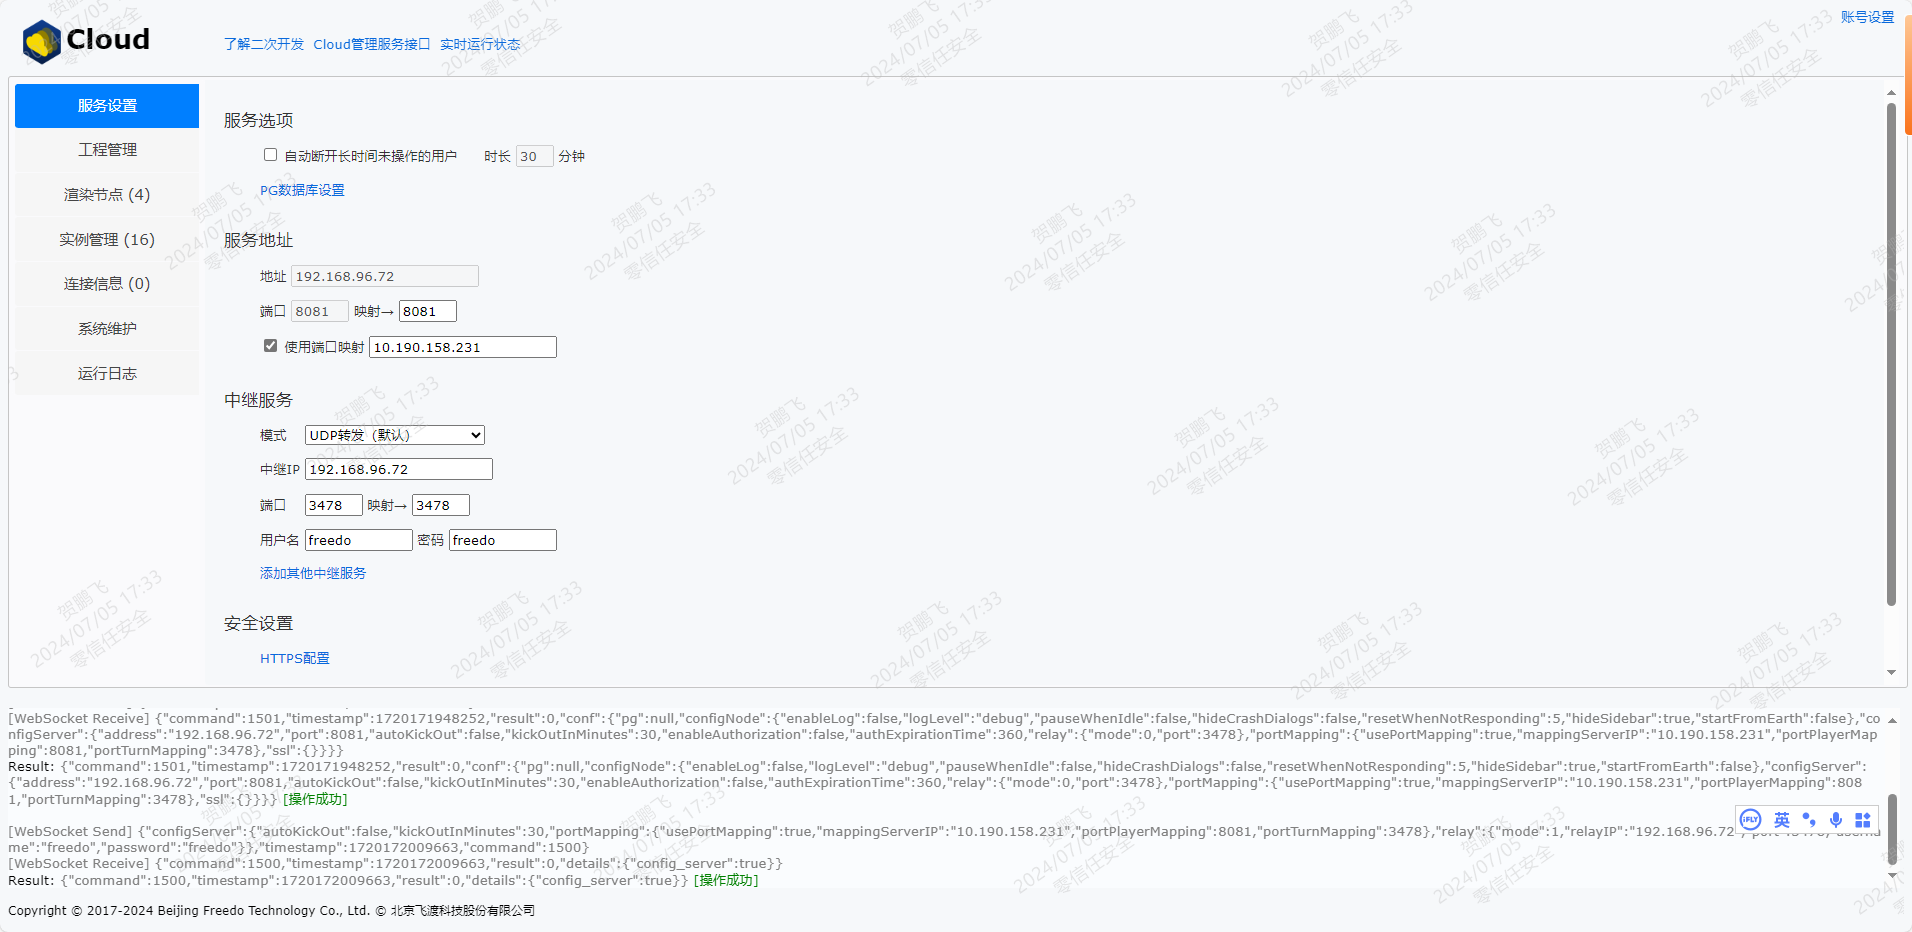 账号设置
Cloud
了解二次开发 Cloud管理服务接口 实时运行状态
服务设置
工程管理
渲染节点 (4)
实例管理 (16)
连接信息 (0)
系统维护
运行日志
服务选项
自动断开长时间未操作的用户 时长 30 分钟
PG数据库设置
服务地址
地址 192.168.96.72
端口 8081 映射→ 8081
使用端口映射 10.190.158.231
中继服务
模式 UDP转发（默认）
中继IP 192.168.96.72
端口 3478 映射→ 3478
用户名 freedo 密码 freedo
添加其他中继服务
安全设置
HTTPS配置
[WebSocket Receive] {"command":1501,"timestamp":1720171948252,"result":0,"conf":{"pg":null,"configNode":{"enableLog":false,"logLevel":"debug","pauseWhenIdle":false,"hideCrashDialogs":false,"resetWhenNotResponding":5,"hideSidebar":true,"startFromEarth":false},"co
nfigServer":{"address":"192.168.96.72","port":8081,"autoKickOut":false,"kickOutInMinutes":30,"enableAuthorization":false,"authExpirationTime":360,"relay":{"mode":0,"port":3478},"portMapping":{"usePortMapping":true,"mappingServerIP":"10.190.158.231","portPlayerMap
ping":8081,"portTurnMapping":3478},"ssl":{}}}}
Result: {"command":1501,"timestamp":1720171948252,"result":0,"conf":{"pg":null,"configNode":{"enableLog":false,"logLevel":"debug","pauseWhenIdle":false,"hideCrashDialogs":false,"resetWhenNotResponding":5,"hideSidebar":true,"startFromEarth":false},"configServer":
{"address":"192.168.96.72","port":8081,"autoKickOut":false,"kickOutInMinutes":30,"enableAuthorization":false,"authExpirationTime":360,"relay":{"mode":0,"port":3478},"portMapping":{"usePortMapping":true,"mappingServerIP":"10.190.158.231","portPlayerMapping":808
1,"portTurnMapping":3478},"ssl":{}}}} [操作成功]
[WebSocket Send] {"configServer":{"autoKickOut":false,"kickOutInMinutes":30,"portMapping":{"usePortMapping":true,"mappingServerIP":"10.190.158.231","portPlayerMapping":8081,"portTurnMapping":3478},"relay":{"mode":1,"relayIP":"192.168.96.72"
me":"freedo","password":"freedo"}},"timestamp":1720172009663,"command":1500}
[WebSocket Receive] {"command":1500,"timestamp":1720172009663,"result":0,"details":{"config_server":true}}
Result: {"command":1500,"timestamp":1720172009663,"result":0,"details":{"config_server":true}} [操作成功]
iFLY 英
Copyright © 2017-2024 Beijing Freedo Technology Co., Ltd. © 北京飞渡科技股份有限公司
贺鹏飞
2024/07/05 17:33
零信任安全